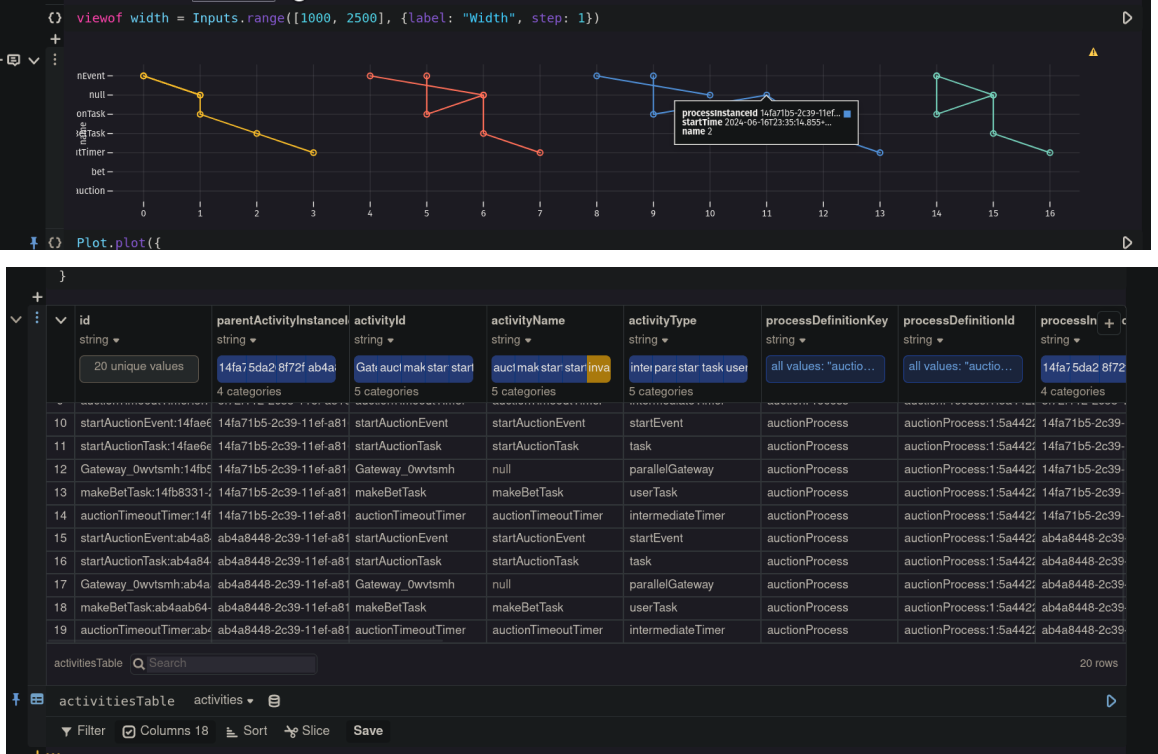 viewof width = Inputs.range([1000, 2500], {label: "Width", step: 1})
nEvent
null
onTask
Task
tTimer
bet
auction
name
0 1 2 3 4 5 6 7 8 9 10 11 12 13 14 15 16
processInstanceId 14fa71b5-2c39-11ef...
startTime 2024-06-16T23:35:14.855+...
name 2
Plot.plot({
}
id parentActivityInstanceI activityId activityName activityType processDefinitionKey processDefinitionId processIn
string string string string string string string string
20 unique values 14fa7 5da2 8f72f ab4a8 Gat auct mak star start auct mak star start inva inter para star task user all values: "auctio... all values: "auctio... 14fa7 5da2 8f72
4 categories 5 categories 5 categories 5 categories 4 categories
10 startAuctionEvent:14fae6 14fa71b5-2c39-11ef-a81 startAuctionEvent startAuctionEvent startEvent auctionProcess auctionProcess:1:5a4422 14fa71b5-2c39-
11 startAuctionTask:14fae6e 14fa71b5-2c39-11ef-a81 startAuctionTask startAuctionTask task auctionProcess auctionProcess:1:5a4422 14fa71b5-2c39-
12 Gateway_0wvtsmh:14fb5 14fa71b5-2c39-11ef-a81 Gateway_0wvtsmh null parallelGateway auctionProcess auctionProcess:1:5a4422 14fa71b5-2c39-
13 makeBetTask:14fb8331-2 14fa71b5-2c39-11ef-a81 makeBetTask makeBetTask userTask auctionProcess auctionProcess:1:5a4422 14fa71b5-2c39-
14 auctionTimeoutTimer:14f 14fa71b5-2c39-11ef-a81 auctionTimeoutTimer auctionTimeoutTimer intermediateTimer auctionProcess auctionProcess:1:5a4422 14fa71b5-2c39-
15 startAuctionEvent:ab4a8 ab4a8448-2c39-11ef-a81 startAuctionEvent startAuctionEvent startEvent auctionProcess auctionProcess:1:5a4422 ab4a8448-2c39-
16 startAuctionTask:ab4a84 ab4a8448-2c39-11ef-a81 startAuctionTask startAuctionTask task auctionProcess auctionProcess:1:5a4422 ab4a8448-2c39-
17 Gateway_0wvtsmh:ab4a ab4a8448-2c39-11ef-a81 Gateway_0wvtsmh null parallelGateway auctionProcess auctionProcess:1:5a4422 ab4a8448-2c39-
18 makeBetTask:ab4aab64- ab4a8448-2c39-11ef-a81 makeBetTask makeBetTask userTask auctionProcess auctionProcess:1:5a4422 ab4a8448-2c39-
19 auctionTimeoutTimer:ab4 ab4a8448-2c39-11ef-a81 auctionTimeoutTimer auctionTimeoutTimer intermediateTimer auctionProcess auctionProcess:1:5a4422 ab4a8448-2c39-
activitiesTable Search 20 rows
activitiesTable activities
Filter Columns 18 Sort Slice Save